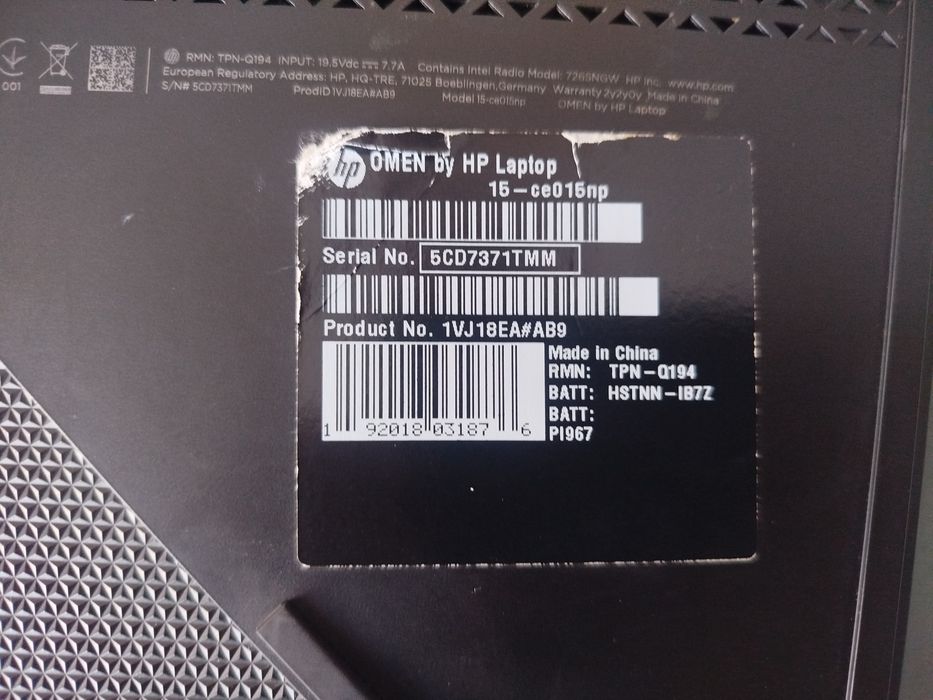 RMN: TPN-Q194 INPUT: 19.5Vdc 7.7A Contains Intel Radio Model: 7265NGW HP Inc. www.hp.com
European Regulatory Address: HP, HQ-TRE, 71025 Boeblingen,Germany Warranty 2y2y0y Made in China
S/N# 5CD7371TMM ProdID 1VJ18EA#AB9 Model 15-ce015np OMEN by HP Laptop
001
hp OMEN by HP Laptop
15-ce015np
Serial No. 5CD7371TMM
Product No. 1VJ18EA#AB9
Made in China
RMN: TPN-Q194
BATT: HSTNN-IB7Z
BATT:
PI967
1 92018 03187 6